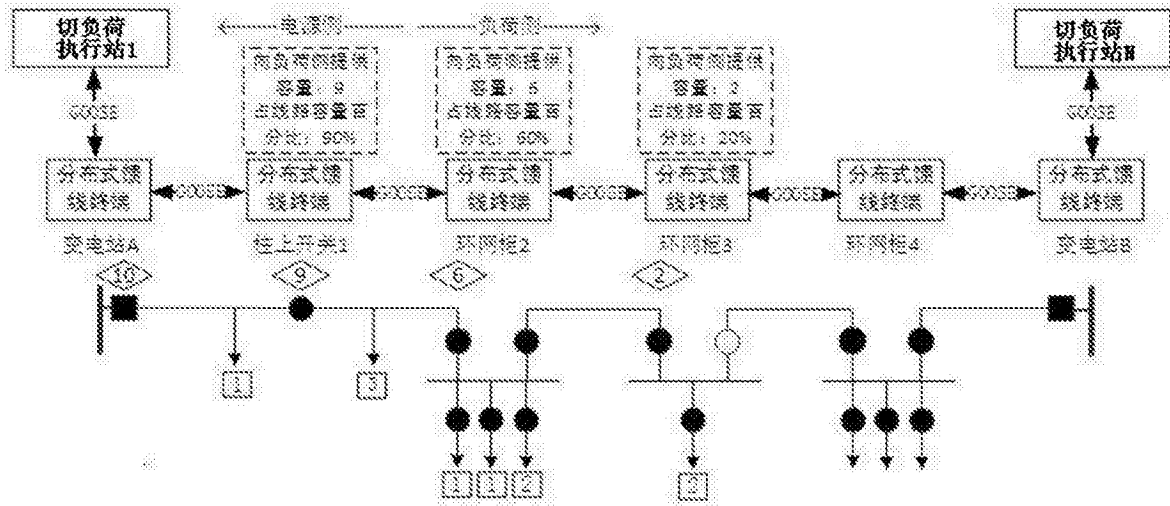 切负荷
执行站1
电源侧
负荷侧
切负荷
执行站N
向负荷侧提供
容量：9
占线路容量百
分比：90%
向负荷侧提供
容量：6
占线路容量百
分比：60%
向负荷侧提供
容量：2
占线路容量百
分比：20%
GOOSE
GOOSE
分布式馈
线终端
GOOSE
分布式馈
线终端
GOOSE
分布式馈
线终端
GOOSE
分布式馈
线终端
GOOSE
分布式馈
线终端
GOOSE
分布式馈
线终端
变电站A
柱上开关1
环网柜2
环网柜3
环网柜4
变电站B
10
9
6
2
1
3
1
1
2
2